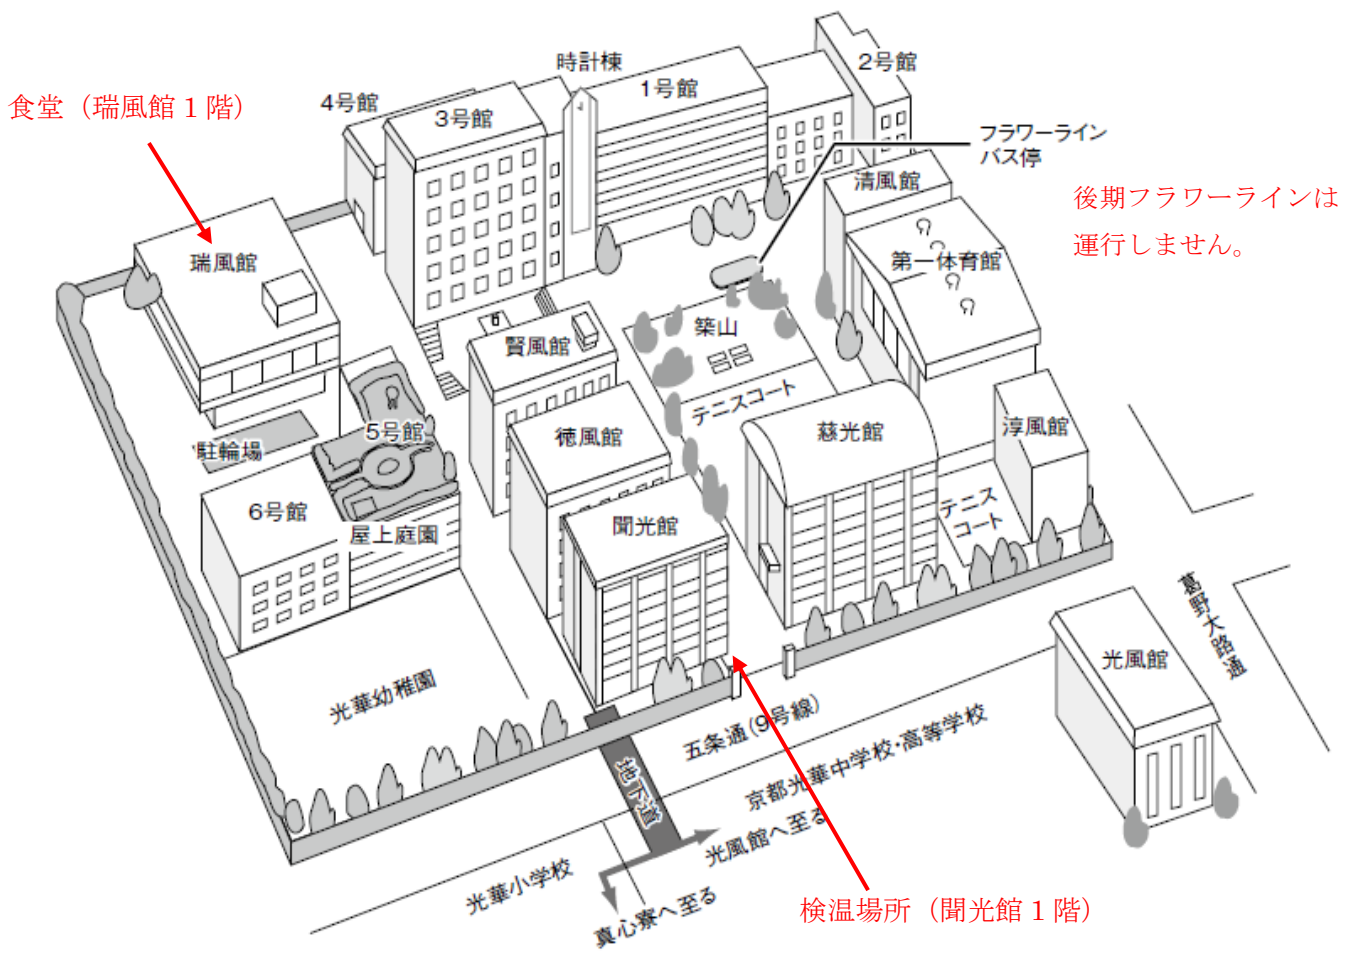 時計棟
2号館
1号館
4号館
食堂（瑞風館1階）
3号館
フラワーライン
バス停
清風館
後期フラワーラインは
運行しません。
瑞風館
第一体育館
築山
賢風館
テニスコート
5号館
徳風館
慈光館
淳風館
駐輪場
6号館
聞光館
テニス
コート
屋上庭園
葛野大路通
光風館
光華幼稚園
五条通(9号線)
京都光華中学校・高等学校
地下道
光風館へ至る
光華小学校
真心寮へ至る
検温場所（聞光館1階）